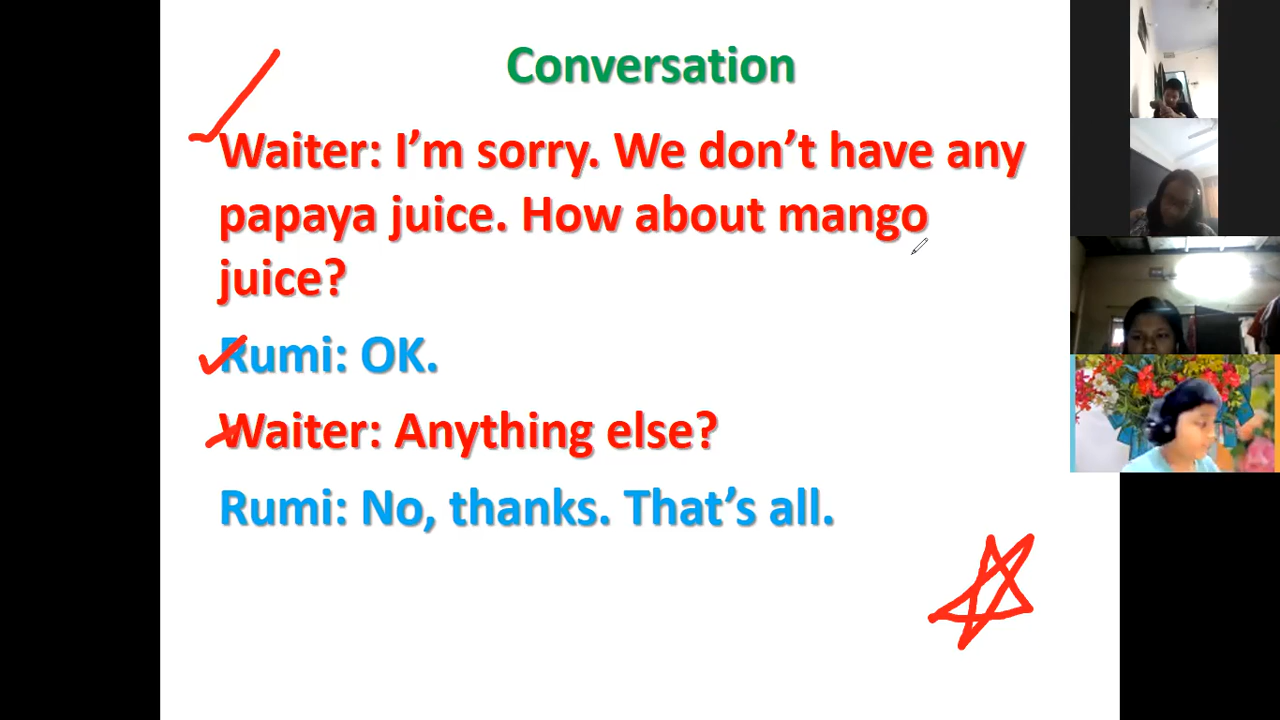 Conversation
Waiter: I’m sorry. We don’t have any
papaya juice. How about mango
juice?
Rumi: OK.
Waiter: Anything else?
Rumi: No, thanks. That’s all.